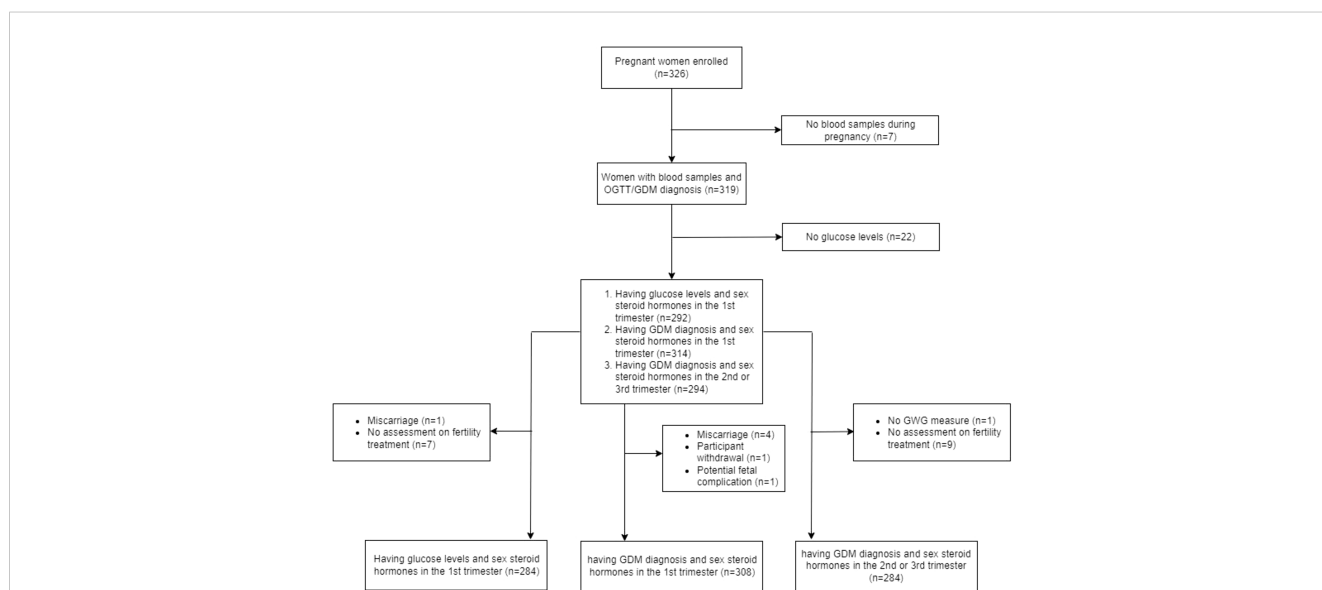 Pregnant women enrolled
(n=326)
No blood samples during
pregnancy (n=7)
Women with blood samples and
OGTT/GDM diagnosis (n=319)
No glucose levels (n=22)
1. Having glucose levels and sex
steroid hormones in the 1st
trimester (n=292)
2. Having GDM diagnosis and sex
steroid hormones in the 1st
trimester (n=314)
3. Having GDM diagnosis and sex
steroid hormones in the 2nd or
3rd trimester (n=294)
• Miscarriage (n=1)
• No assessment on fertility
treatment (n=7)
• Miscarriage (n=4)
• Participant
withdrawal (n=1)
• Potential fetal
complication (n=1)
• No GWG measure (n=1)
• No assessment on fertility
treatment (n=9)
Having glucose levels and sex steroid
hormones in the 1st trimester (n=284)
having GDM diagnosis and sex steroid
hormones in the 1st trimester (n=308)
having GDM diagnosis and sex steroid
hormones in the 2nd or 3rd trimester
(n=284)